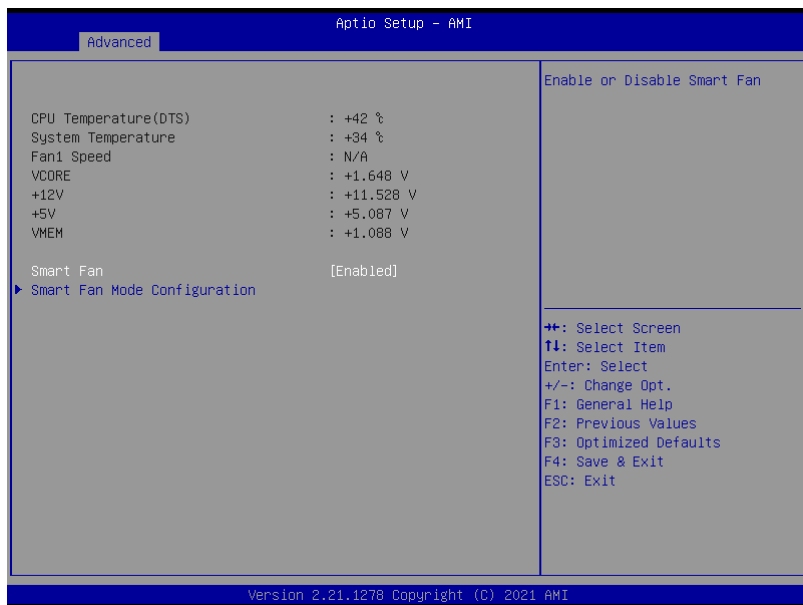 Aptio Setup – AMI
Advanced
CPU Temperature(DTS) : +42 ℃
System Temperature : +34 ℃
Fan1 Speed : N/A
VCORE : +1.648 V
+12V : +11.528 V
+5V : +5.087 V
VMEM : +1.088 V
Smart Fan [Enabled]
Smart Fan Mode Configuration
Enable or Disable Smart Fan
→←: Select Screen
↑↓: Select Item
Enter: Select
+/-: Change Opt.
F1: General Help
F2: Previous Values
F3: Optimized Defaults
F4: Save & Exit
ESC: Exit
Version 2.21.1278 Copyright (C) 2021 AMI